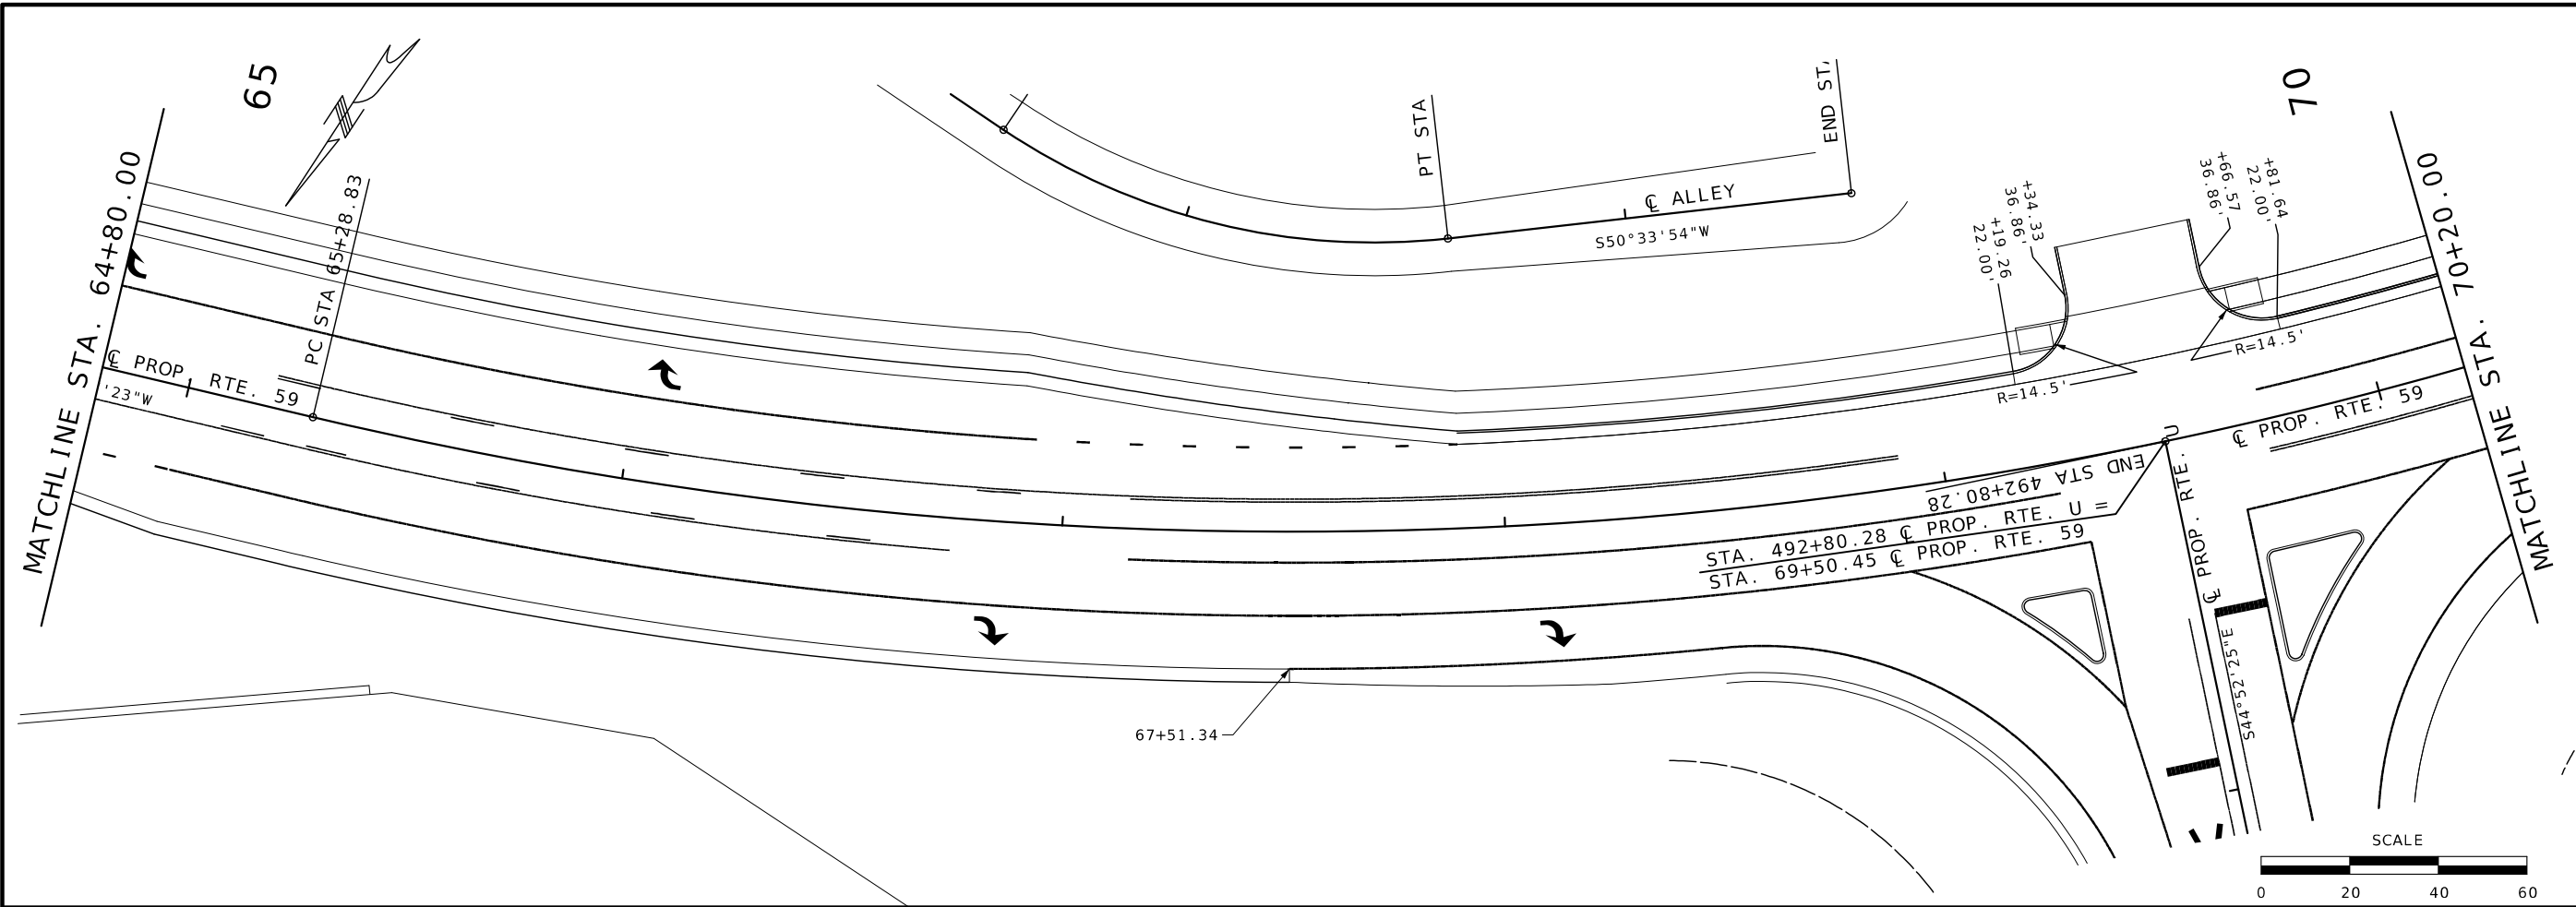 65
70
MATCHLINE STA. 64+80.00
PC STA 65+28.83
℄ PROP. RTE. 59
'23"W
PT STA
END ST
℄ ALLEY
S50°33'54"W
+19.26
22.00'
+34.33
36.86'
+66.57
36.86'
+81.64
22.00'
R=14.5'
R=14.5'
MATCHLINE STA. 70+20.00
℄ PROP. RTE. 59
END STA 492+80.28
STA. 492+80.28 ℄ PROP. RTE. U =
STA. 69+50.45 ℄ PROP. RTE. 59
℄ PROP. RTE. U
S44°52'25"E
67+51.34
SCALE
0 20 40 60